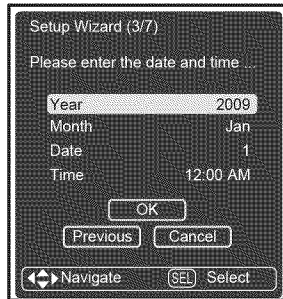 Setup Wizard (3/7)
Please enter the date and time ...
Year 2009
Month Jan
Date 1
Time 12:00 AM
OK
Previous Cancel
Navigate SEL Select